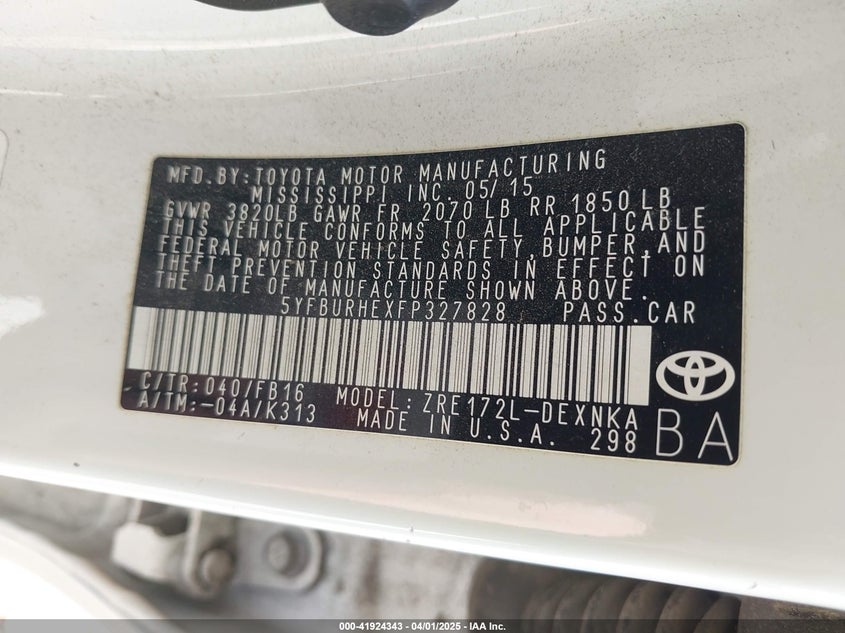 MFD.BY:TOYOTA MOTOR MANUFACTURING
MISSISSIPPI INC. 05/15
GVWR 3820LB GAWR FR 2070 LB RR 1850 LB
THIS VEHICLE CONFORMS TO ALL APPLICABLE
FEDERAL MOTOR VEHICLE SAFETY,BUMPER,AND
THEFT PREVENTION STANDARDS IN EFFECT ON
THE DATE OF MANUFACTURE SHOWN ABOVE.
5YFBURHEXFP327828 PASS.CAR
C/TR:040/FB16 MODEL:ZRE172L-DEXNKA
A/TM:-04A/K313 MADE IN U.S.A. 298
BA
000-41924343 - 04/01/2025 - IAA Inc.